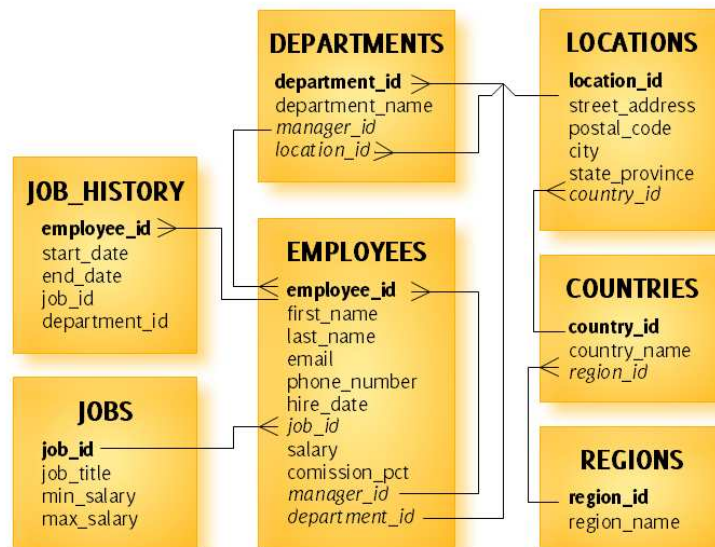 DEPARTMENTS
department_id
department_name
manager_id
location_id
LOCATIONS
location_id
street_address
postal_code
city
state_province
country_id
JOB_HISTORY
employee_id
start_date
end_date
job_id
department_id
EMPLOYEES
employee_id
first_name
last_name
email
phone_number
hire_date
job_id
salary
comission_pct
manager_id
department_id
COUNTRIES
country_id
country_name
region_id
JOBS
job_id
job_title
min_salary
max_salary
REGIONS
region_id
region_name